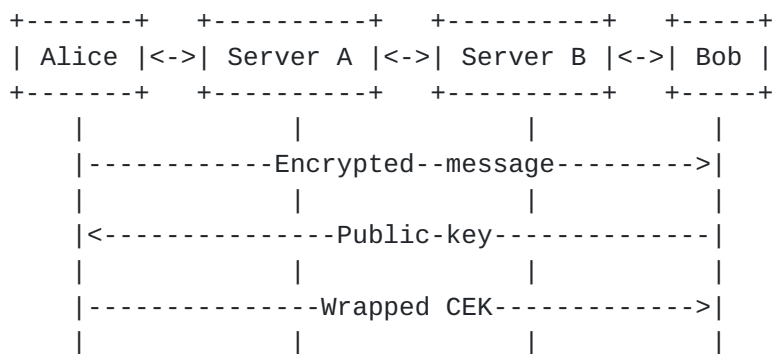 Alice <-> Server A <-> Server B <-> Bob
Encrypted--message
Public-key
Wrapped CEK